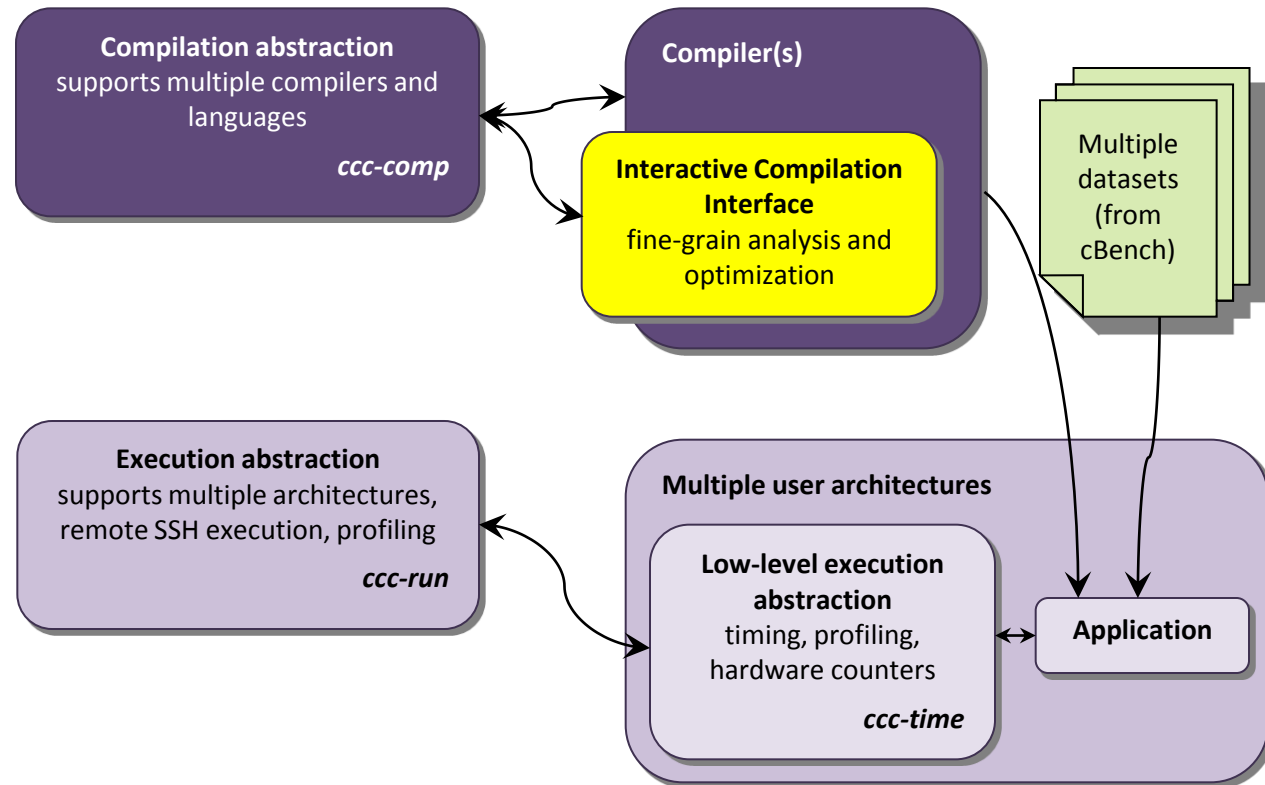 Compilation abstraction
supports multiple compilers and
languages
ccc-comp
Compiler(s)
Interactive Compilation
Interface
fine-grain analysis and
optimization
Multiple
datasets
(from
cBench)
Execution abstraction
supports multiple architectures,
remote SSH execution, profiling
ccc-run
Multiple user architectures
Low-level execution
abstraction
timing, profiling,
hardware counters
ccc-time
Application